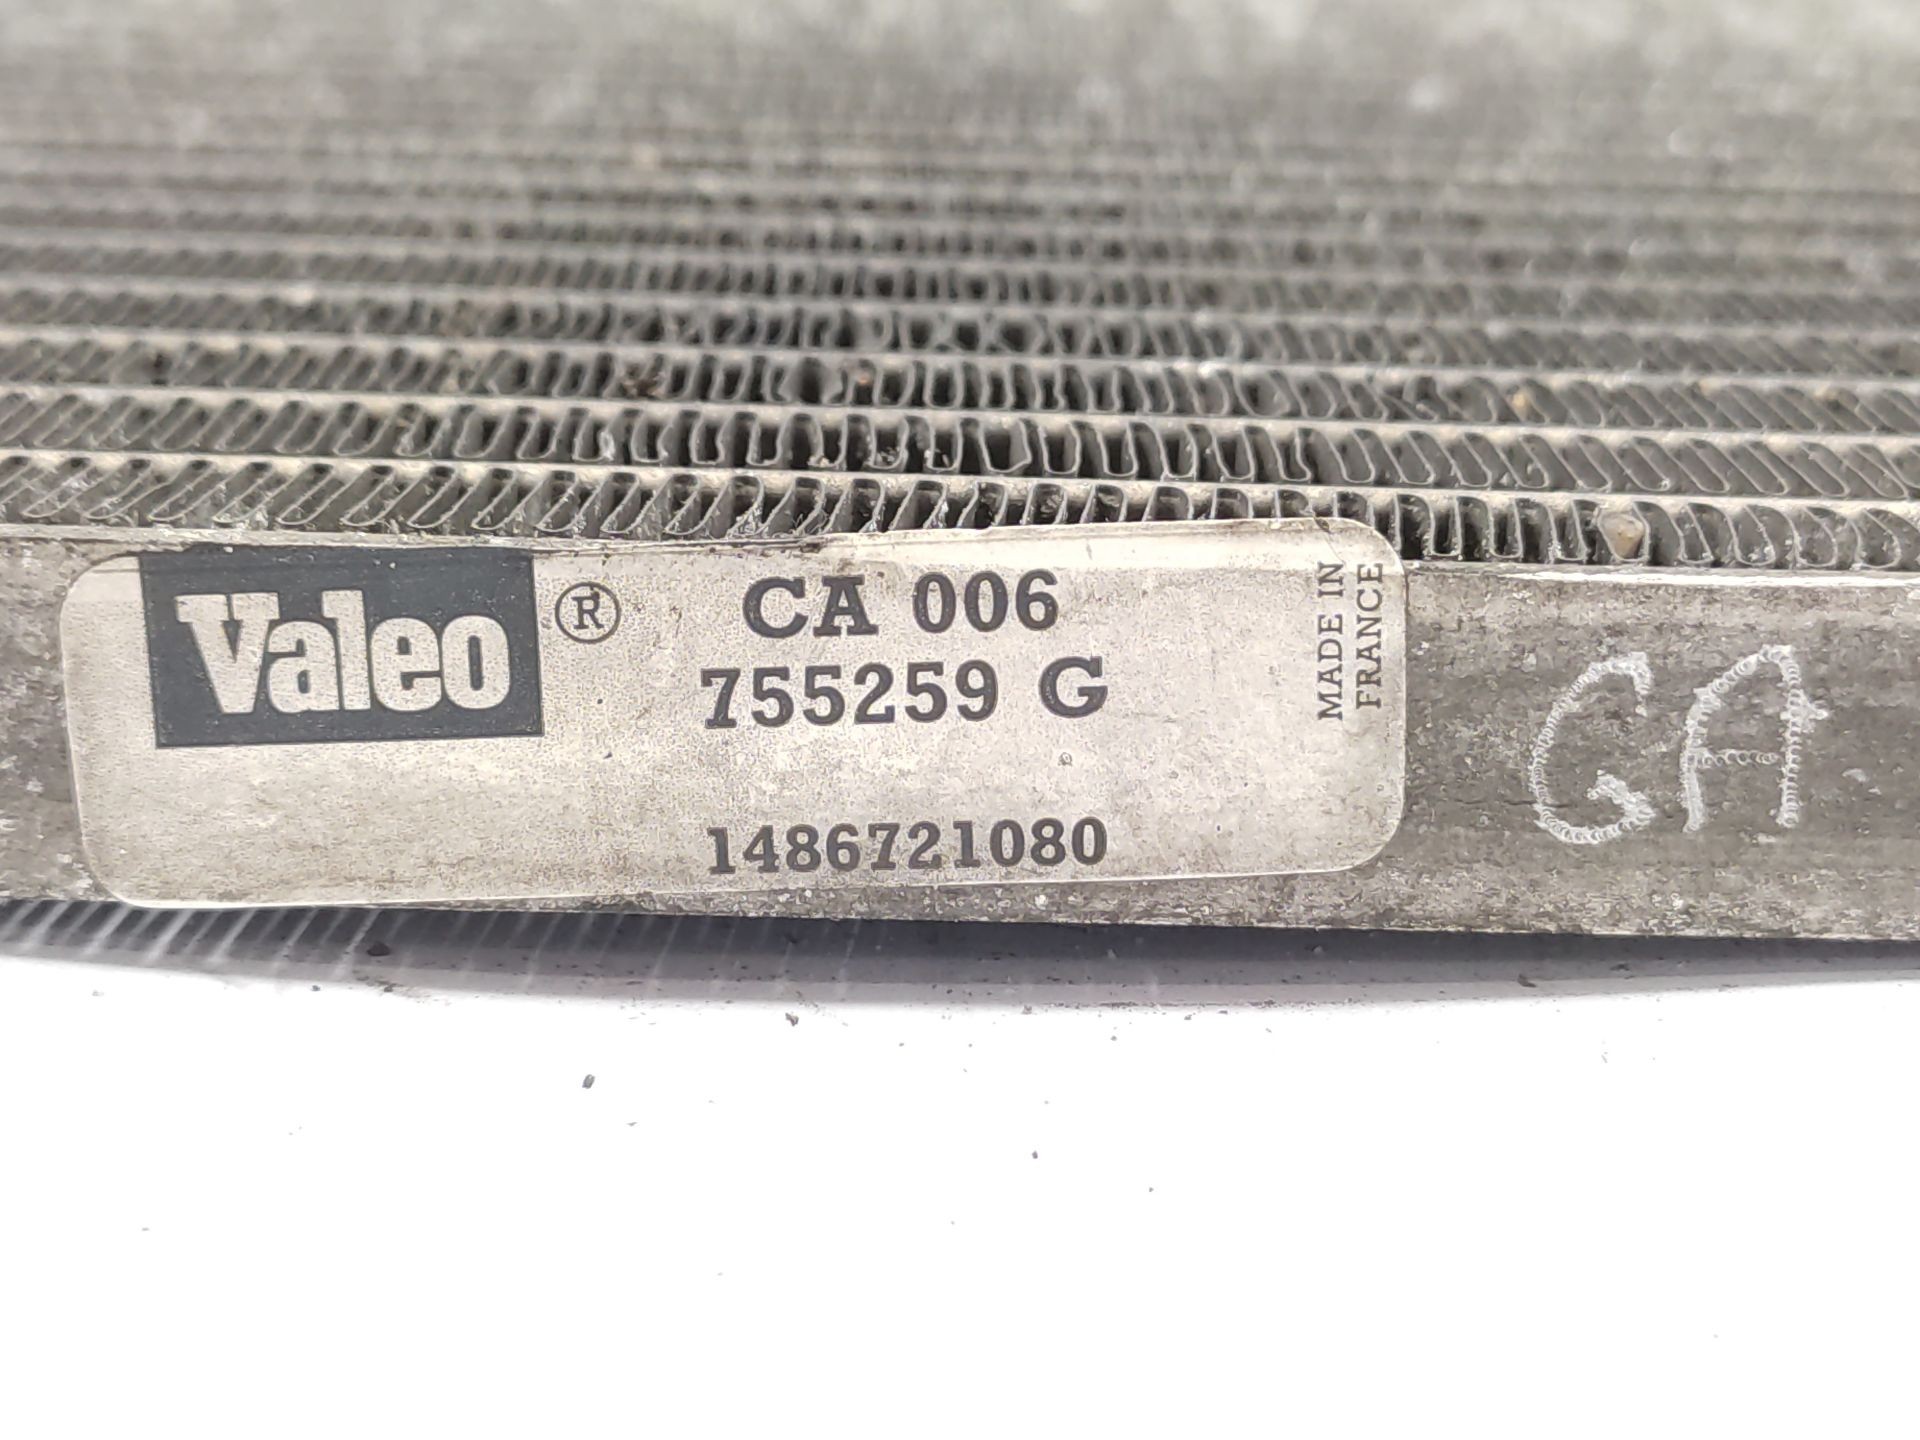 Valeo ® CA 006
755259 G
1486721080
MADE IN
FRANCE
GA